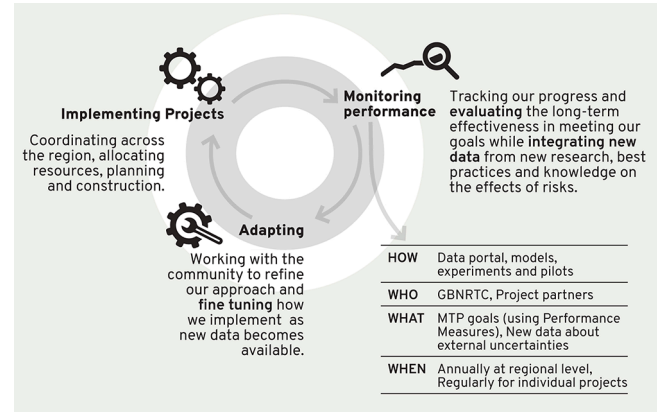 Implementing Projects
Coordinating across
the region, allocating
resources, planning
and construction.
Monitoring
performance
Tracking our progress and
evaluating the long-term
effectiveness in meeting our
goals while integrating new
data from new research, best
practices and knowledge on
the effects of risks.
Adapting
Working with the
community to refine
our approach and
fine tuning how
we implement as
new data becomes
available.
HOW Data portal, models,
experiments and pilots
WHO GBNRTC, Project partners
WHAT MTP goals (using Performance
Measures), New data about
external uncertainties
WHEN Annually at regional level,
Regularly for individual projects